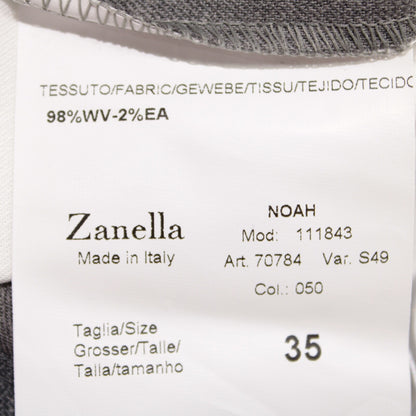 TESSUTO/FABRIC/GEWEBE/TISSU/TEJIDO/TECIDO
98%WV-2%EA
Zanella
Made in Italy
NOAH
Mod: 111843
Art. 70784 Var. S49
Col.: 050
Taglia/Size
Grosser/Talle/
Talla/tamanho
35